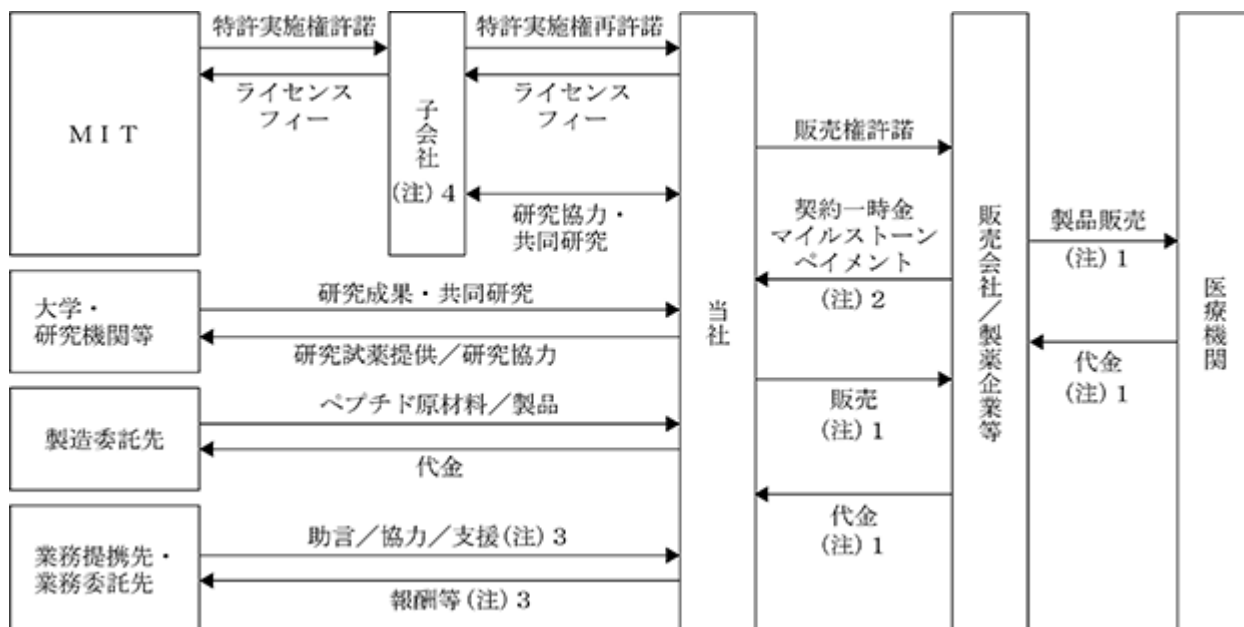 特許実施権許諾
特許実施権再許諾
ライセンス
フィー
ライセンス
フィー
ＭＩＴ
子会社
(注)４
研究協力・
共同研究
販売権許諾
契約一時金
マイルストーン
ペイメント
(注)２
製品販売
(注)１
大学・
研究機関等
研究成果・共同研究
研究試薬提供／研究協力
当社
販売会社／製薬企業等
医療機関
代金
(注)１
製造委託先
ペプチド原材料／製品
代金
販売
(注)１
代金
(注)１
業務提携先・
業務委託先
助言／協力／支援(注)３
報酬等(注)３